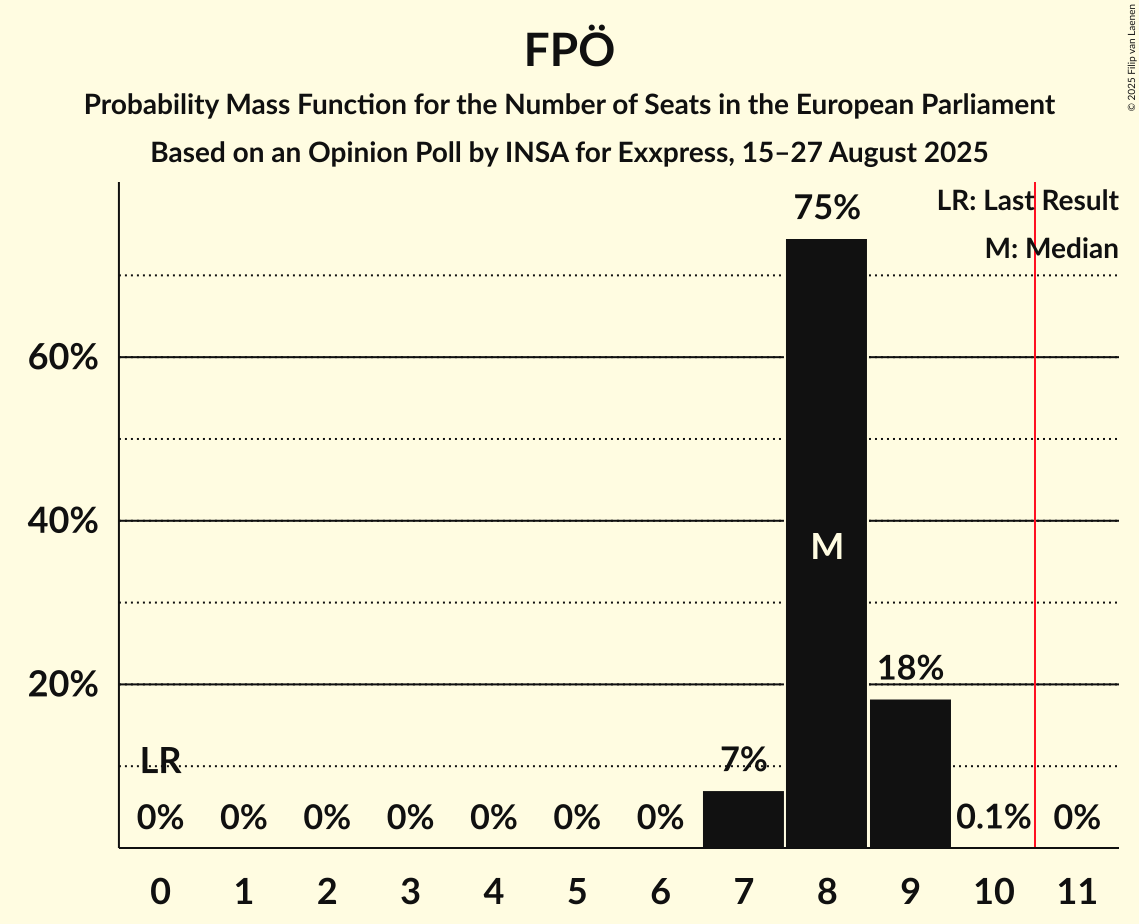 FPÖ
Probability Mass Function for the Number of Seats in the European Parliament
Based on an Opinion Poll by INSA for Exxpress, 15–27 August 2025
© 2025 Filip van Laenen
LR: Last Result
M: Median
75%
60%
40%
M
20%
18%
LR
7%
0% 0% 0% 0% 0% 0% 0% 0.1% 0%
0 1 2 3 4 5 6 7 8 9 10 11